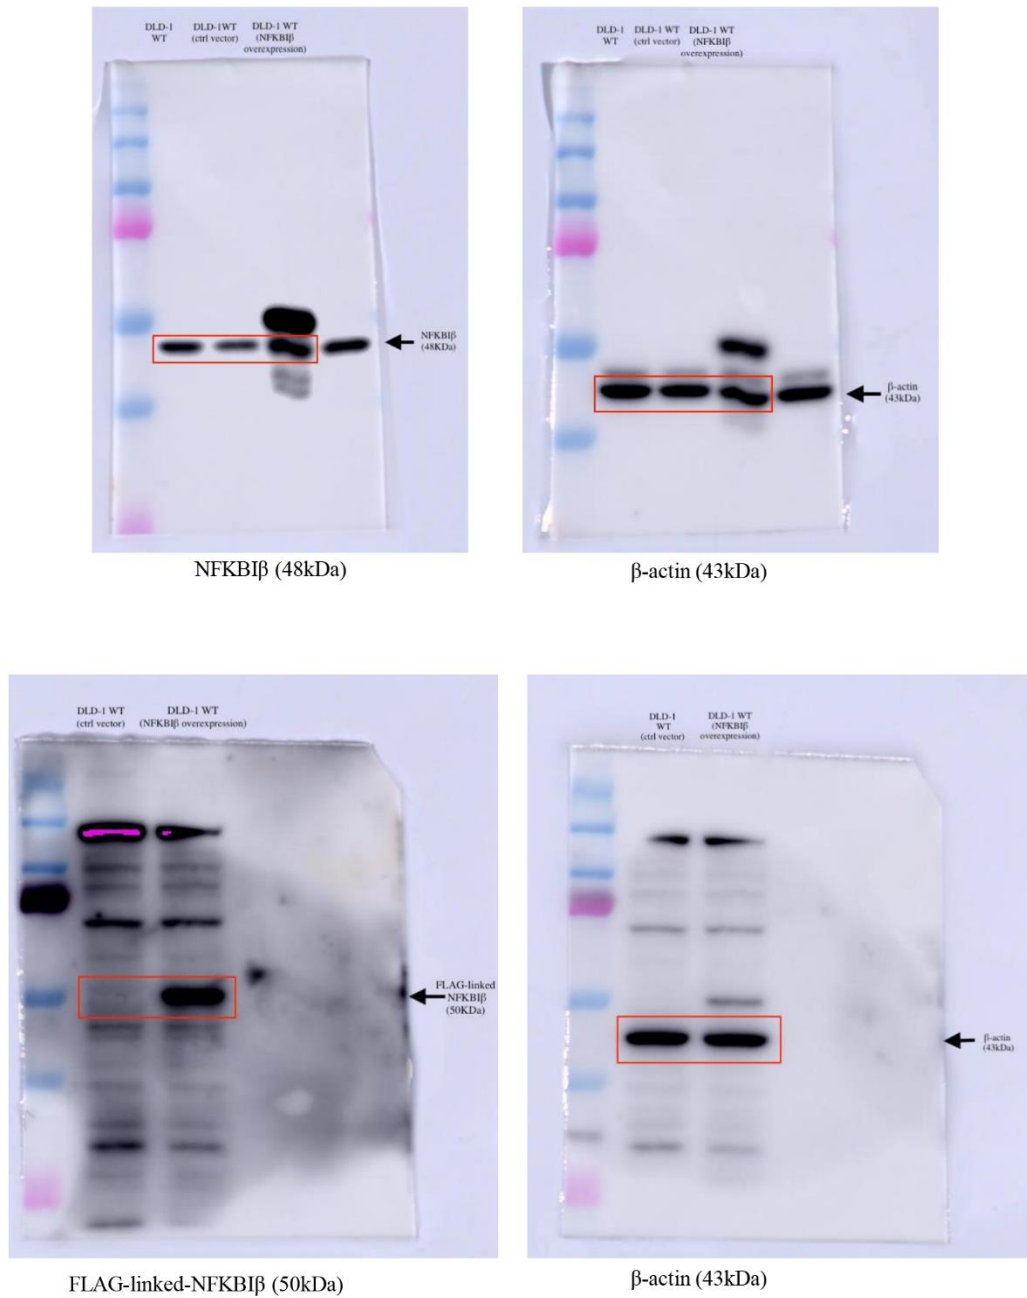 DLD-1
WT
DLD-1WT
(ctrl vector)
DLD-1 WT
(NFKBIβ
overexpression)
NFKBIβ
(48KDa)
NFKBIβ (48kDa)
DLD-1
WT
DLD-1 WT
(ctrl vector)
DLD-1 WT
(NFKBIβ
overexpression)
β-actin
(43kDa)
β-actin (43kDa)
DLD-1 WT
(ctrl vector)
DLD-1 WT
(NFKBIβ overexpression)
FLAG-linked
NFKBIβ
(50KDa)
FLAG-linked-NFKBIβ (50kDa)
DLD-1
WT
(ctrl vector)
DLD-1 WT
(NFKBIβ
overexpression)
β-actin
(43kDa)
β-actin (43kDa)